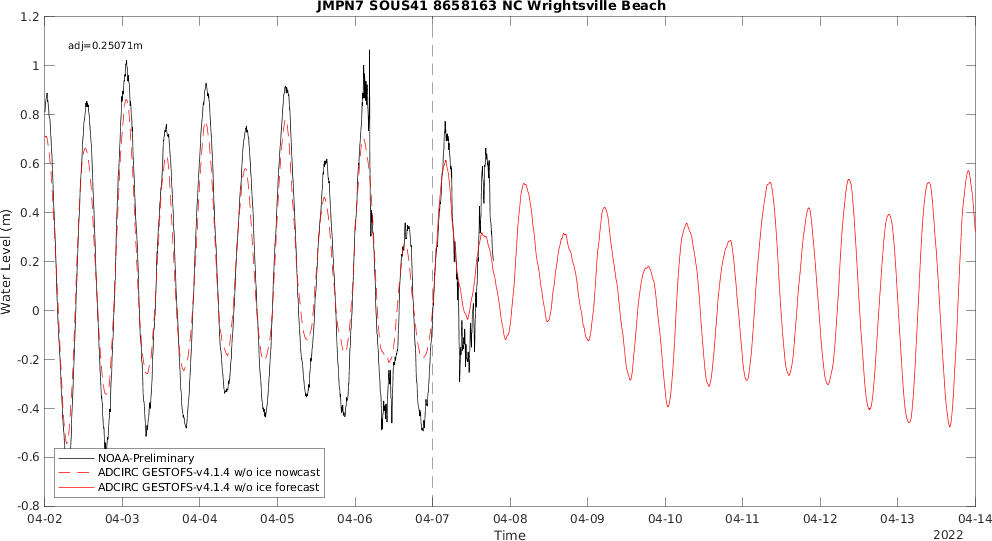 JMPN7 SOUS41 8658163 NC Wrightsville Beach
1.2
adj=0.25071m
1
0.8
0.6
0.4
0.2
0
-0.2
-0.4
-0.6
-0.8
Water Level (m)
NOAA-Preliminary
ADCIRC GESTOFS-v4.1.4 w/o ice nowcast
ADCIRC GESTOFS-v4.1.4 w/o ice forecast
04-02 04-03 04-04 04-05 04-06 04-07 04-08 04-09 04-10 04-11 04-12 04-13 04-14
Time
2022